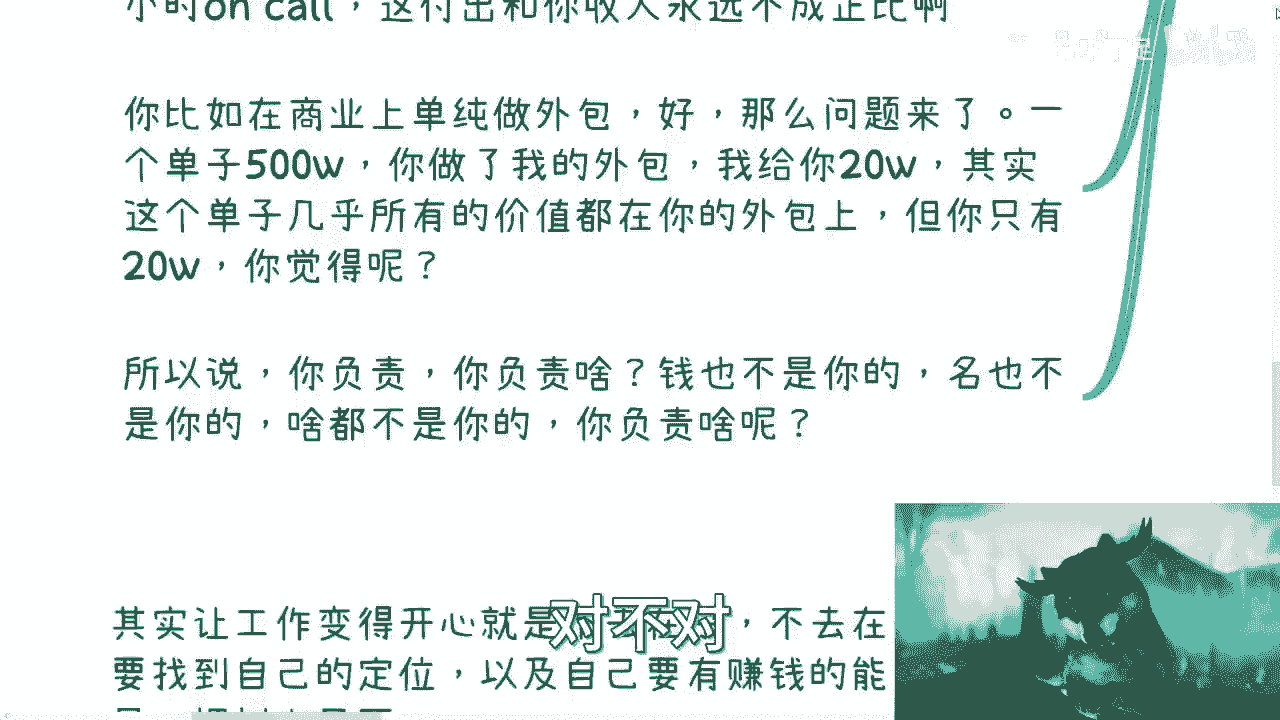 小时on call，这付出和你收入永远不成正比啊
你比如在商业上单纯做外包，好，那么问题来了。一
个单子500w，你做了我的外包，我给你20w，其实
这个单子几乎所有的价值都在你的外包上，但你只有
20w，你觉得呢？
所以说，你负责，你负责啥？钱也不是你的，名也不
是你的，啥都不是你的，你负责啥呢？
其实让工作变得开心就是，不去在
对不对
要找到自己的定位，以及自己要有赚钱的能